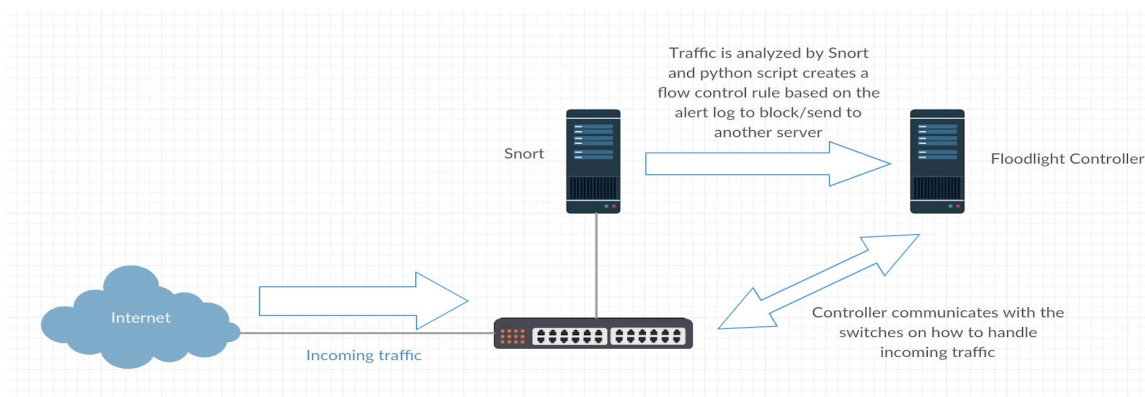 Traffic is analyzed by Snort
and python script creates a
flow control rule based on the
alert log to block/send to
another server
Snort
Floodlight Controller
Internet
Incoming traffic
Controller communicates with the
switches on how to handle
incoming traffic